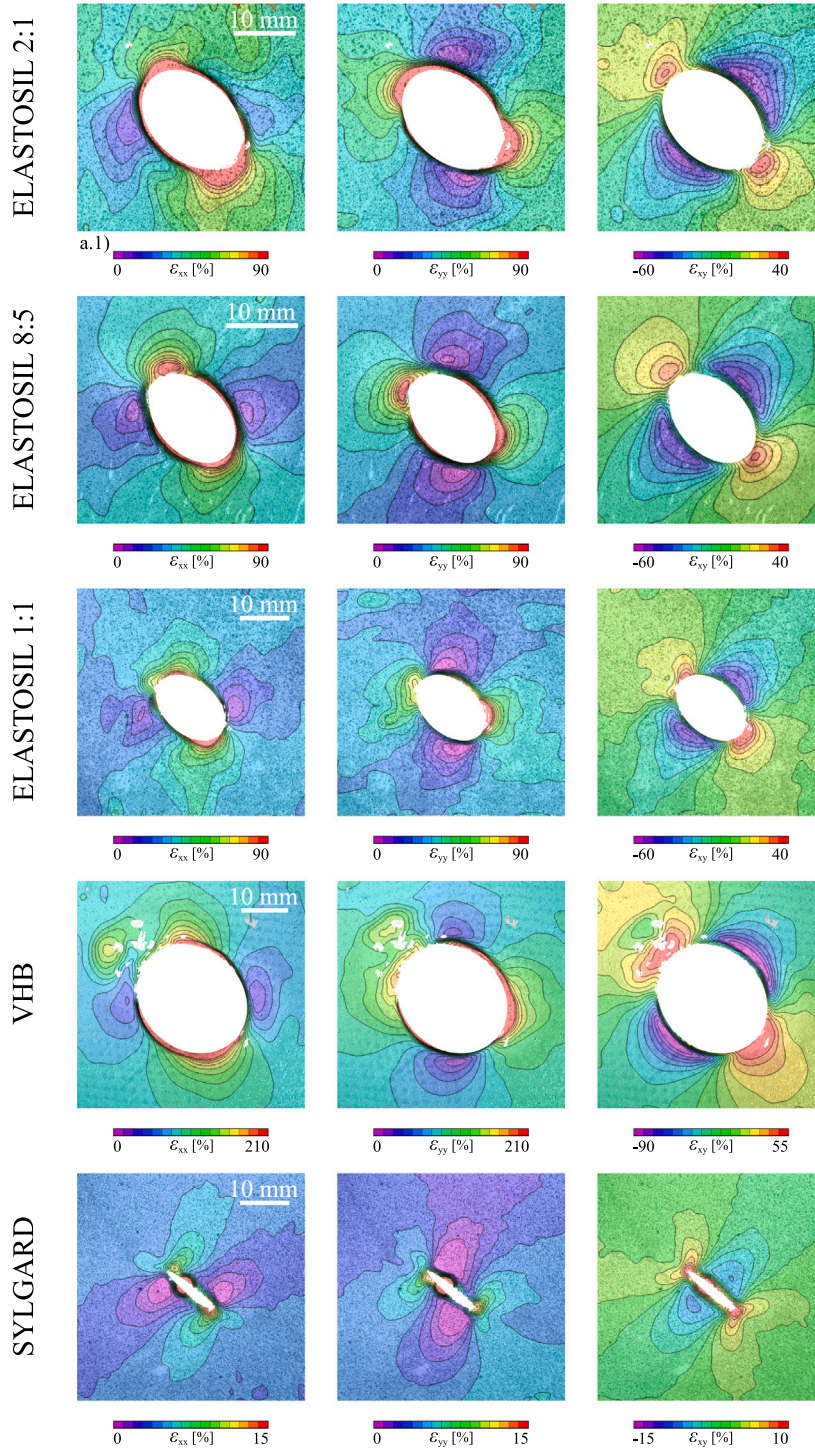 ELASTOSIL 2:1
10 mm
a.1)
0 εxx [%] 90
0 εyy [%] 90
-60 εxy [%] 40
ELASTOSIL 8:5
10 mm
0 εxx [%] 90
0 εyy [%] 90
-60 εxy [%] 40
ELASTOSIL 1:1
10 mm
0 εxx [%] 90
0 εyy [%] 90
-60 εxy [%] 40
VHB
10 mm
0 εxx [%] 210
0 εyy [%] 210
-90 εxy [%] 55
SYLGARD
10 mm
0 εxx [%] 15
0 εyy [%] 15
-15 εxy [%] 10